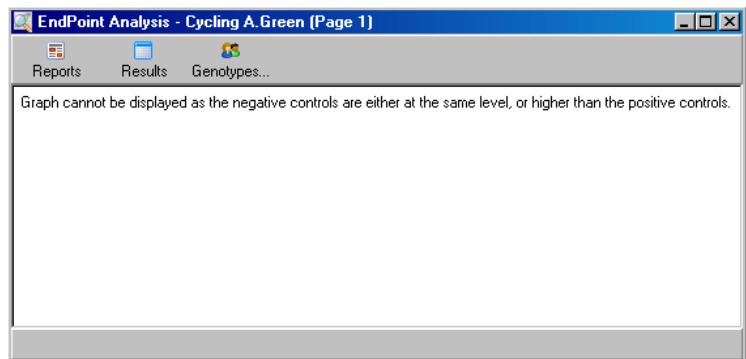 EndPoint Analysis - Cycling A.Green (Page 1)
Reports Results Genotypes...
Graph cannot be displayed as the negative controls are either at the same level, or higher than the positive controls.